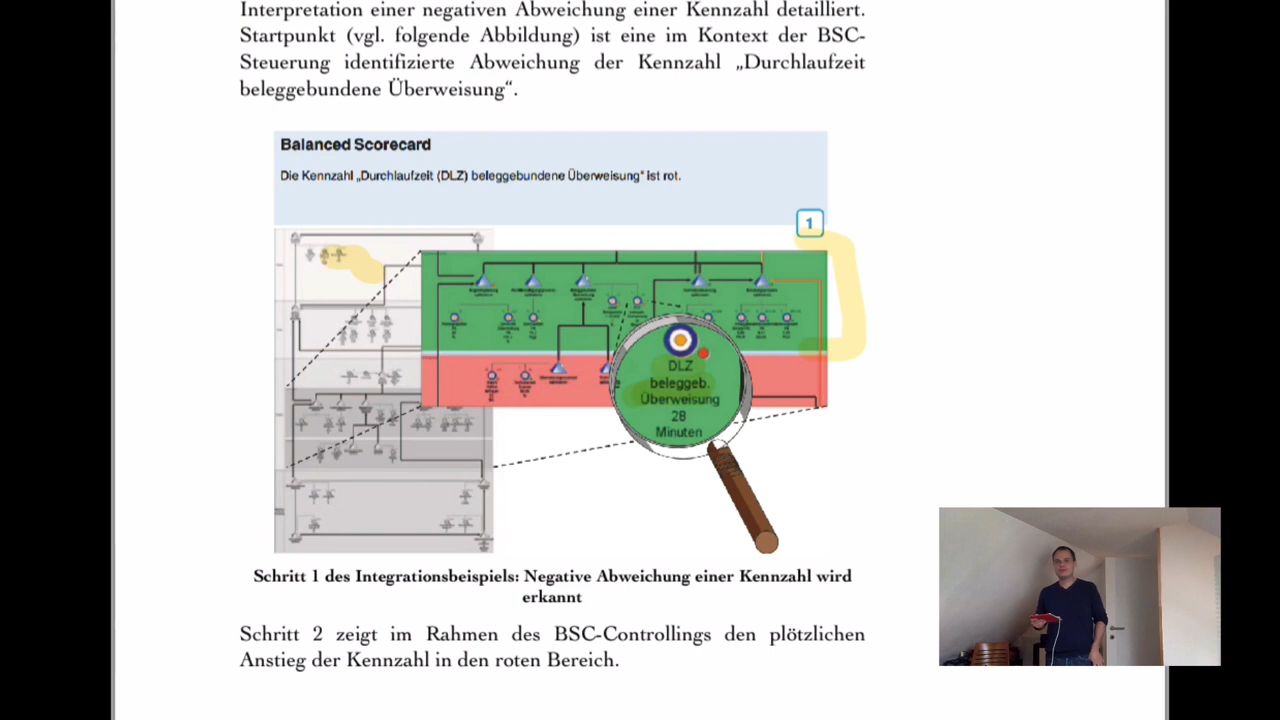 Interpretation einer negativen Abweichung einer Kennzahl detailliert.
Startpunkt (vgl. folgende Abbildung) ist eine im Kontext der BSC-
Steuerung identifizierte Abweichung der Kennzahl „Durchlaufzeit
beleggebundene Überweisung“.
Balanced Scorecard
Die Kennzahl „Durchlaufzeit (DLZ) beleggebundene Überweisung“ ist rot.
1
DLZ
beleggeb.
Überweisung
28
Minuten
Schritt 1 des Integrationsbeispiels: Negative Abweichung einer Kennzahl wird
erkannt
Schritt 2 zeigt im Rahmen des BSC-Controllings den plötzlichen
Anstieg der Kennzahl in den roten Bereich.